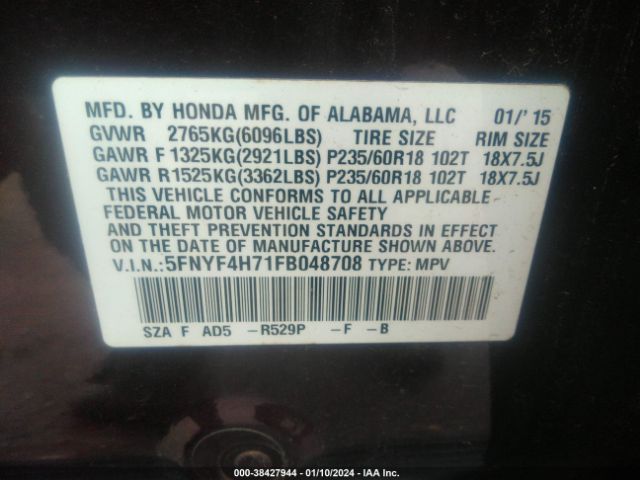 MFD. BY HONDA MFG. OF ALABAMA, LLC 01/'15
GVWR 2765KG(6096LBS) TIRE SIZE RIM SIZE
GAWR F 1325KG(2921LBS) P235/60R18 102T 18X7.5J
GAWR R1525KG(3362LBS) P235/60R18 102T 18X7.5J
THIS VEHICLE CONFORMS TO ALL APPLICABLE
FEDERAL MOTOR VEHICLE SAFETY
AND THEFT PREVENTION STANDARDS IN EFFECT
ON THE DATE OF MANUFACTURE SHOWN ABOVE.
V.I.N.:5FNYF4H71FB048708 TYPE: MPV
SZA F AD5 -R529P -F -B
000-38427944 - 01/10/2024 - IAA Inc.